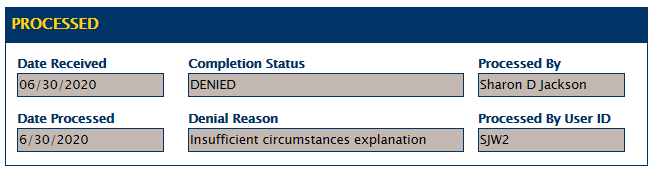 PROCESSED
Date Received Completion Status Processed By
06/30/2020 DENIED Sharon D Jackson
Date Processed Denial Reason Processed By User ID
6/30/2020 Insufficient circumstances explanation SJW2